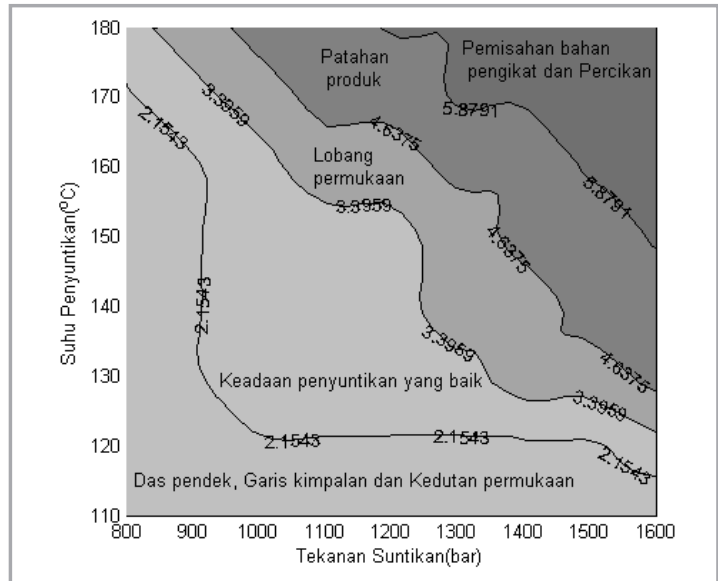 180
170
160
150
140
130
120
110
Suhu Penyuntikan(°C)
Patahan
produk
Pemisahan bahan
pengikat dan Percikan
Lobang
permukaan
Keadaan penyuntikan yang baik
Das pendek, Garis kimpalan dan Kedutan permukaan
2.1543
3.3959
4.6375
5.8791
3.3959
5.8791
4.6375
2.1543
3.3959
4.6375
3.3959
2.1543
2.1543
2.1543
800 900 1000 1100 1200 1300 1400 1500 1600
Tekanan Suntikan(bar)